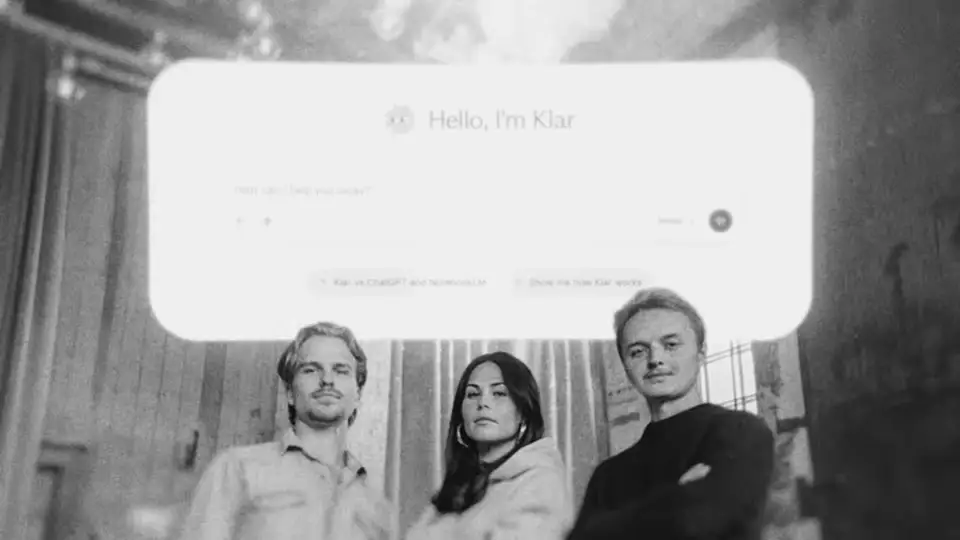 Hello, I'm Klar
How can I help you today?
Klar vs ChatGPT and NotebookLM
Show me how Klar works